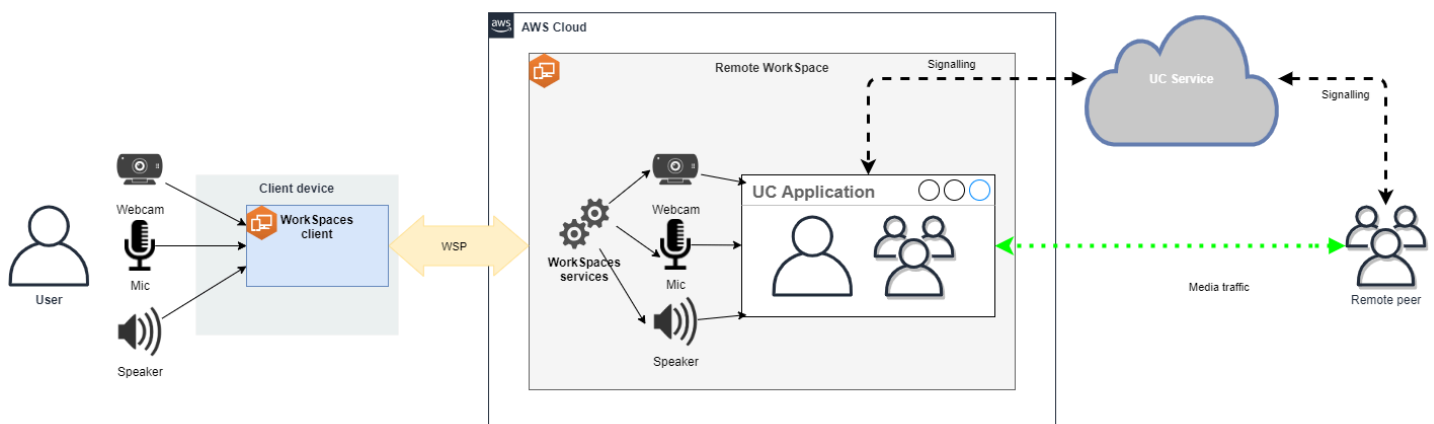 aws
AWS Cloud
Remote WorkSpace
Signalling
UC Service
Signalling
Client device
Webcam
WorkSpaces
client
Mic
Speaker
User
WSP
WorkSpaces
services
Webcam
Mic
Speaker
UC Application
Media traffic
Remote peer